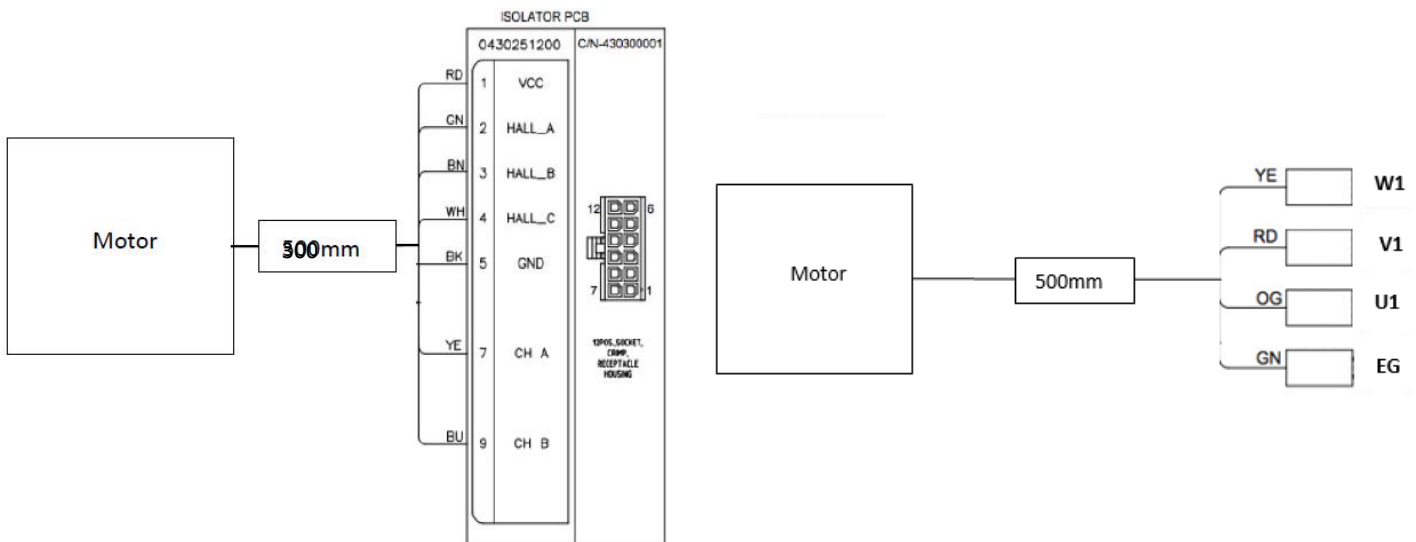 ISOLATOR PCB
0430251200 C/N-430300001
RD 1 VCC
GN 2 HALL_A
BN 3 HALL_B
WH 4 HALL_C
BK 5 GND
YE 7 CH A
BU 9 CH B
12 6
7 1
12POS.,SOCKET,
CRIMP,
RECEPTACLE
HOUSING
Motor
Motor
500mm
YE W1
RD V1
OG U1
GN EG